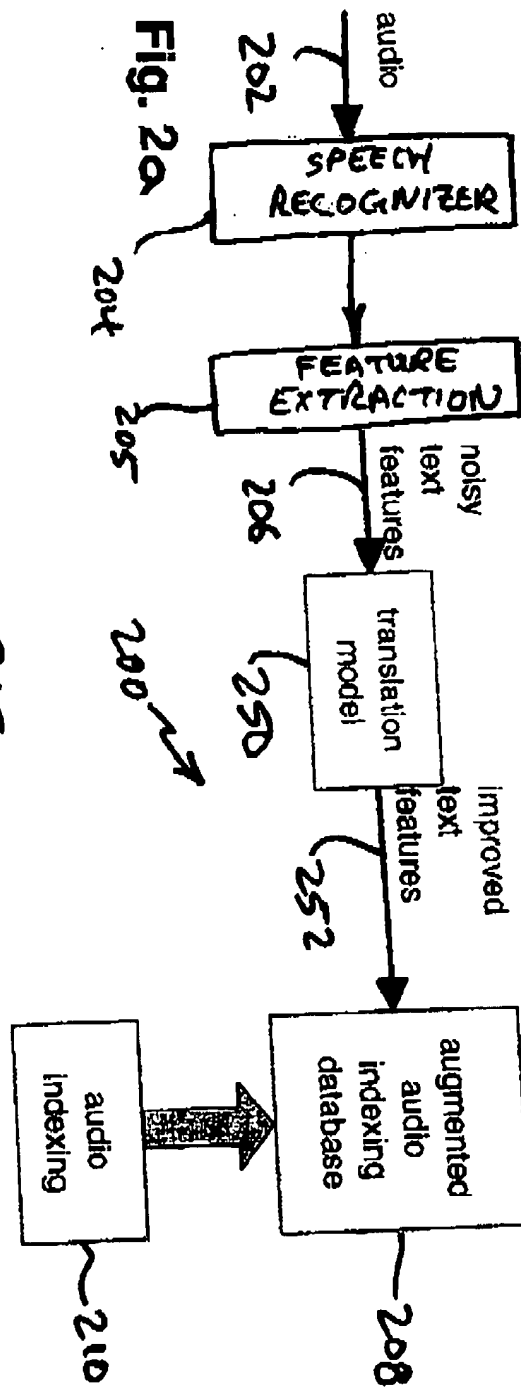 audio
202
SPEECH
RECOGNIZER
204
FEATURE
EXTRACTION
205
noisy
text
features
206
translation
model
250
improved
text
features
252
augmented
audio
indexing
database
208
audio
indexing
210
200
Fig. 2a